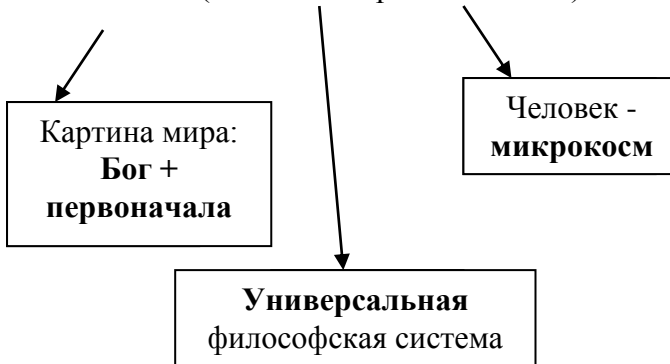 Картина мира:
Бог +
первоначала
Человек -
микрокосм
Универсальная
философская система